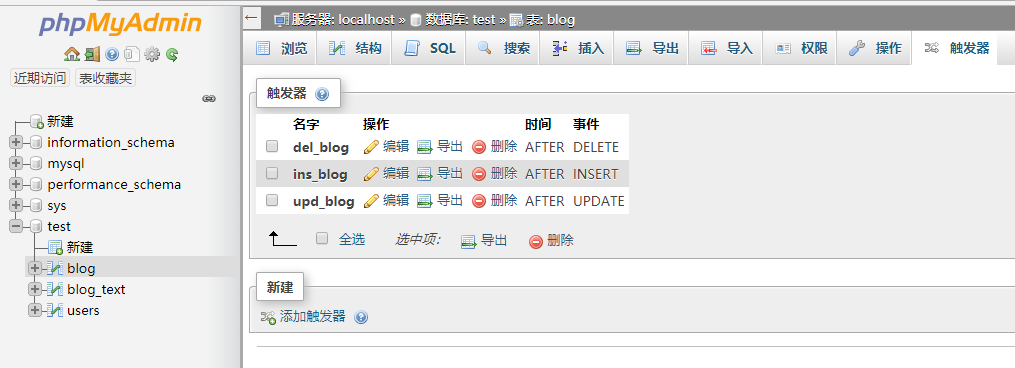 phpMyAdmin
近期访问 表收藏夹
新建
information_schema
mysql
performance_schema
sys
test
新建
blog
blog_text
users
服务器: localhost » 数据库: test » 表: blog
浏览 结构 SQL 搜索 插入 导出 导入 权限 操作 触发器
触发器
名字 操作 时间 事件
del_blog 编辑 导出 删除 AFTER DELETE
ins_blog 编辑 导出 删除 AFTER INSERT
upd_blog 编辑 导出 删除 AFTER UPDATE
全选 选中项: 导出 删除
新建
添加触发器